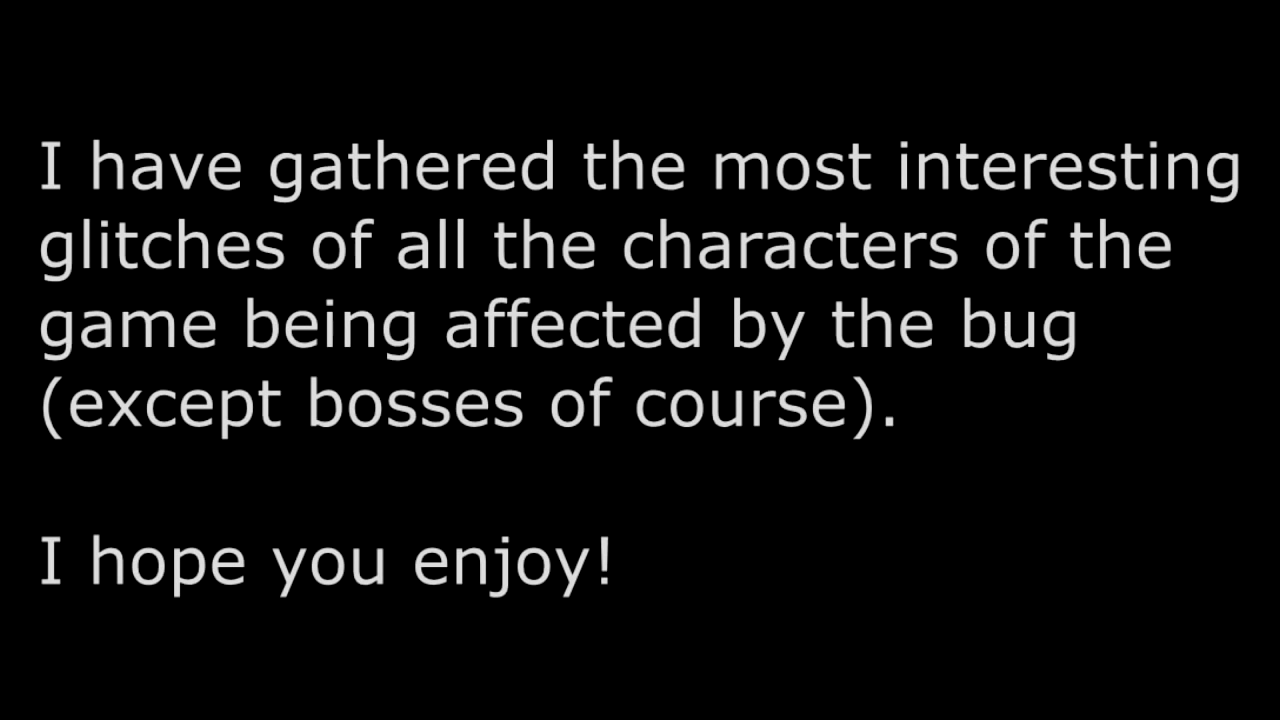 I have gathered the most interesting
glitches of all the characters of the
game being affected by the bug
(except bosses of course).
I hope you enjoy!